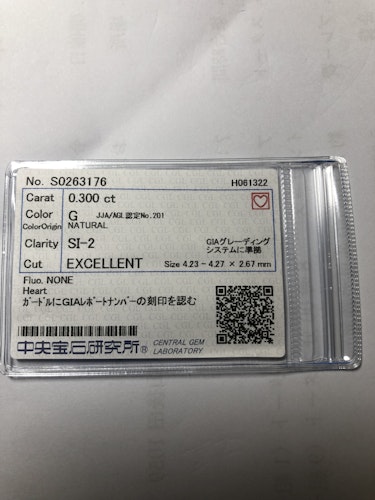 No. S0263176 H061322
Carat 0.300 ct
Color G JJA/AGL認定No.201
ColorOrigin NATURAL
Clarity SI-2 GIAグレーディング
システムに準拠
Cut EXCELLENT Size 4.23 - 4.27 × 2.67 mm
Fluo. NONE
Heart
ガードルにGIAレポートナンバーの刻印を認む
中央宝石研究所® CENTRAL GEM
LABORATORY